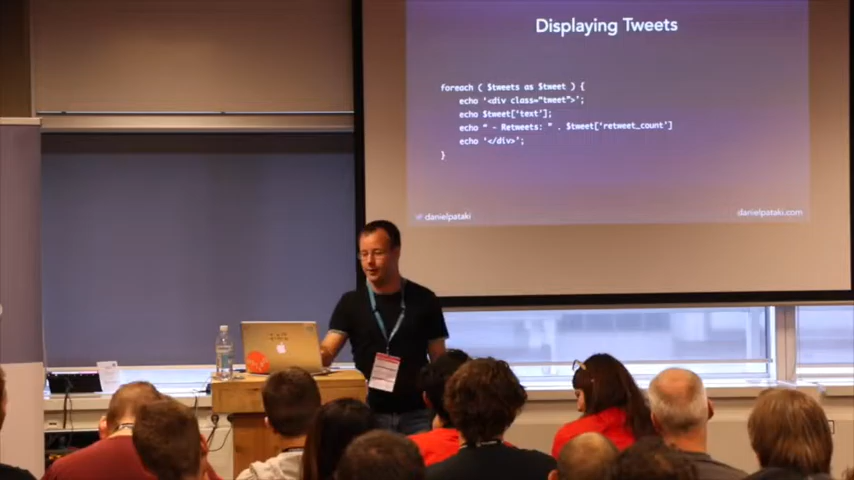 Displaying Tweets
foreach ( $tweets as $tweet ) {
echo '<div class="tweet">';
echo $tweet['text'];
echo " - Retweets: " . $tweet['retweet_count']
echo '</div>';
}
danielpataki
danielpataki.com